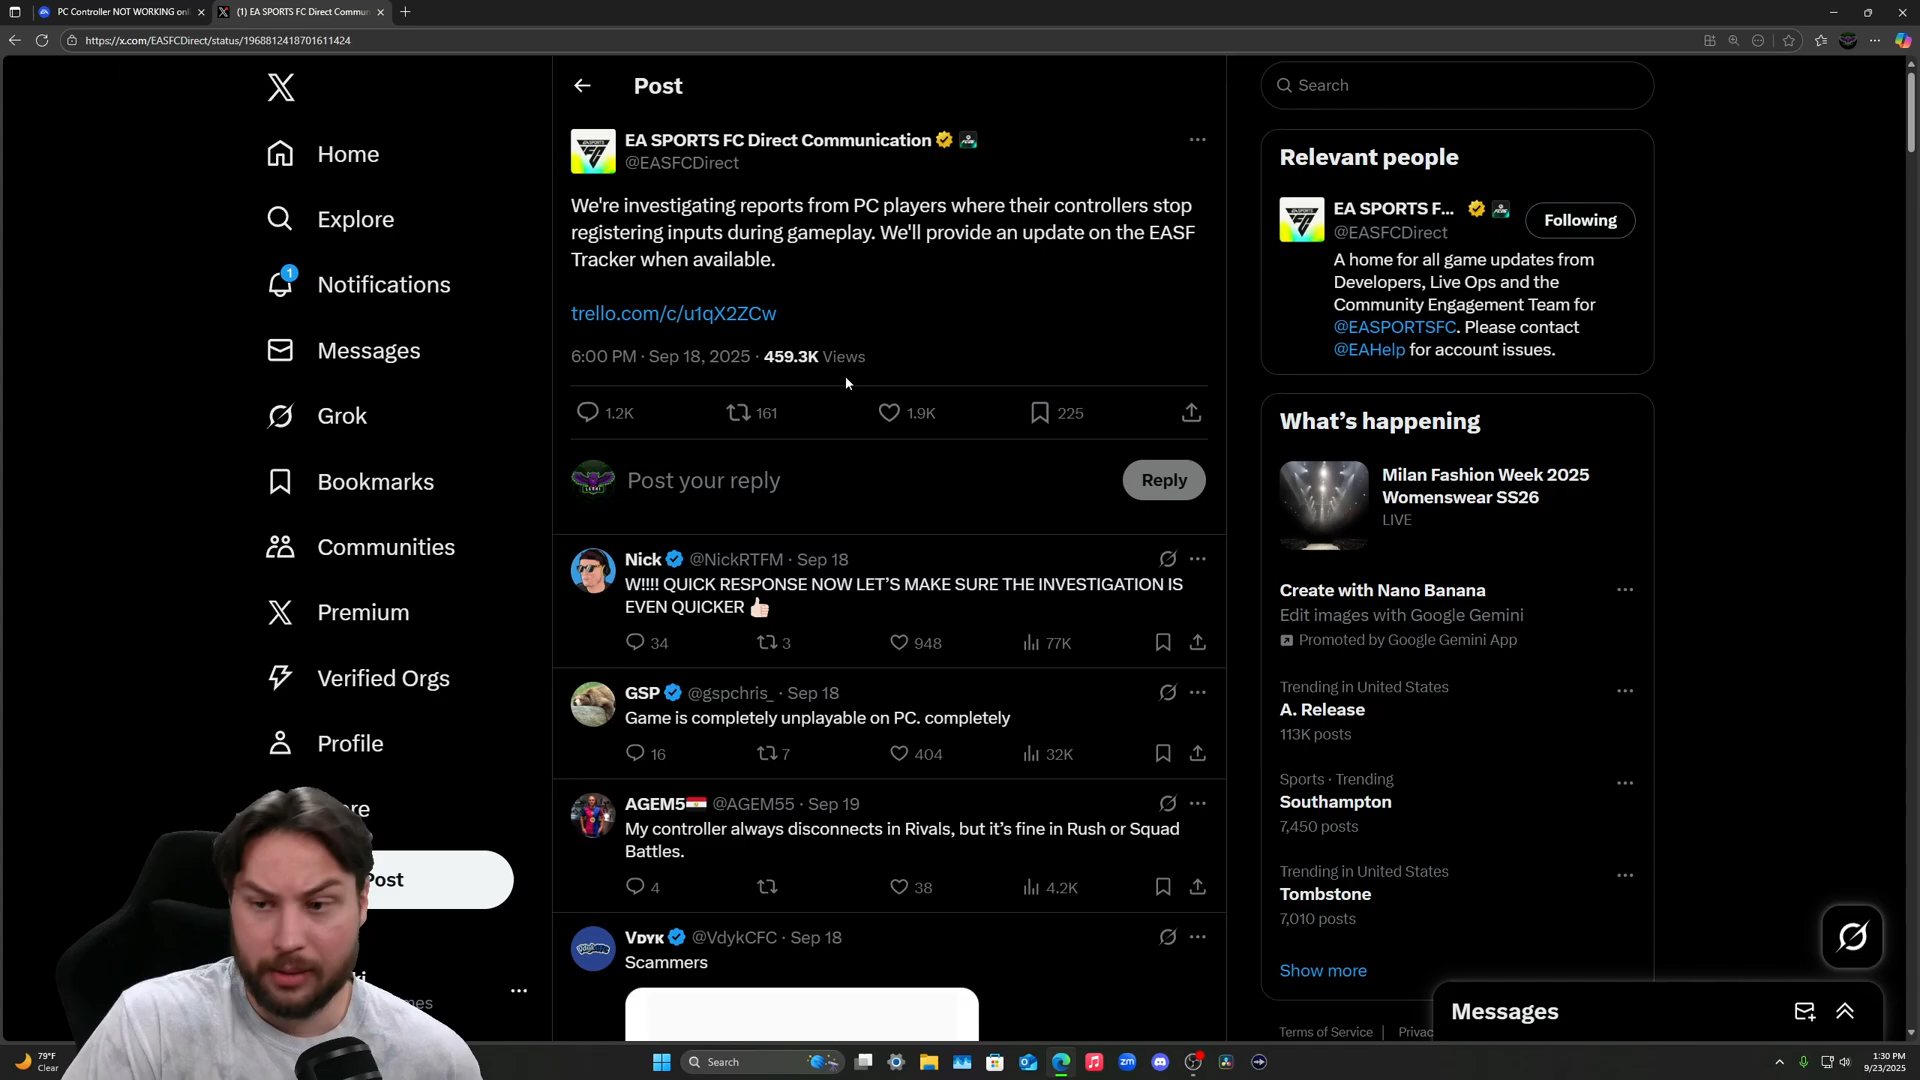 PC Controller NOT WORKING onl
(1) EA SPORTS FC Direct Commun
https://x.com/EASFCDirect/status/1968812418701611424
Home
Explore
1
Notifications
Messages
Grok
Bookmarks
Communities
Premium
Verified Orgs
Profile
Post
Post
EA SPORTS FC Direct Communication
@EASFCDirect
We're investigating reports from PC players where their controllers stop
registering inputs during gameplay. We'll provide an update on the EASF
Tracker when available.
trello.com/c/u1qX2ZCw
6:00 PM · Sep 18, 2025 · 459.3K Views
1.2K 161 1.9K 225
Post your reply
Reply
Nick @NickRTFM · Sep 18
W!!!! QUICK RESPONSE NOW LET'S MAKE SURE THE INVESTIGATION IS
EVEN QUICKER 👍🏻
34 3 948 77K
GSP @gspchris_ · Sep 18
Game is completely unplayable on PC. completely
16 7 404 32K
AGEM5🇪🇬 @AGEM55 · Sep 19
My controller always disconnects in Rivals, but it's fine in Rush or Squad
Battles.
4 38 4.2K
VDYK @VdykCFC · Sep 18
Scammers
Search
Relevant people
EA SPORTS F...
@EASFCDirect
Following
A home for all game updates from
Developers, Live Ops and the
Community Engagement Team for
@EASPORTSFC. Please contact
@EAHelp for account issues.
What's happening
Milan Fashion Week 2025
Womenswear SS26
LIVE
Create with Nano Banana
Edit images with Google Gemini
Promoted by Google Gemini App
Trending in United States
A. Release
113K posts
Sports · Trending
Southampton
7,450 posts
Trending in United States
Tombstone
7,010 posts
Show more
Terms of Service
Privac
Messages
79°F
Clear
Search
1:30 PM
9/23/2025